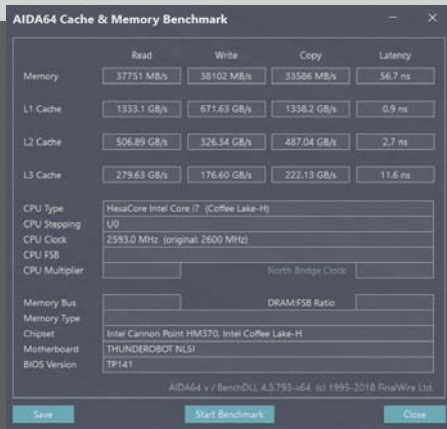 AIDA64 Cache & Memory Benchmark
Read Write Copy Latency
Memory 37751 MB/s 38102 MB/s 33586 MB/s 56.7 ns
L1 Cache 1333.1 GB/s 671.63 GB/s 1338.2 GB/s 0.9 ns
L2 Cache 506.89 GB/s 326.34 GB/s 487.04 GB/s 2.7 ns
L3 Cache 279.63 GB/s 176.60 GB/s 222.13 GB/s 11.6 ns
CPU Type HexaCore Intel Core i7 (Coffee Lake-H)
CPU Stepping U0
CPU Clock 2593.0 MHz (original: 2600 MHz)
CPU FSB
CPU Multiplier North Bridge Clock
Memory Bus DRAM:FSB Ratio
Memory Type
Chipset Intel Cannon Point HM370, Intel Coffee Lake-H
Motherboard THUNDEROBOT NL5I
BIOS Version TP141
AIDA64 v / BenchDLL 4.3.793-x64 (c) 1995-2018 FinalWire Ltd.
Save Start Benchmark Close